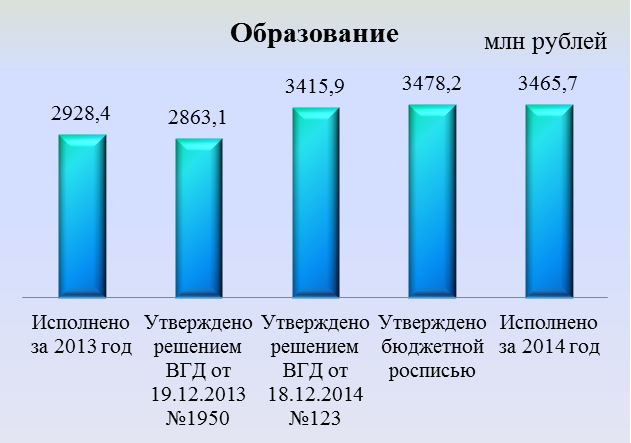 Образование
млн рублей
2928,4
2863,1
3415,9
3478,2
3465,7
Исполнено
за 2013 год
Утверждено
решением
ВГД от
19.12.2013
№1950
Утверждено
решением
ВГД от
18.12.2014
№123
Утверждено
бюджетной
росписью
Исполнено
за 2014 год